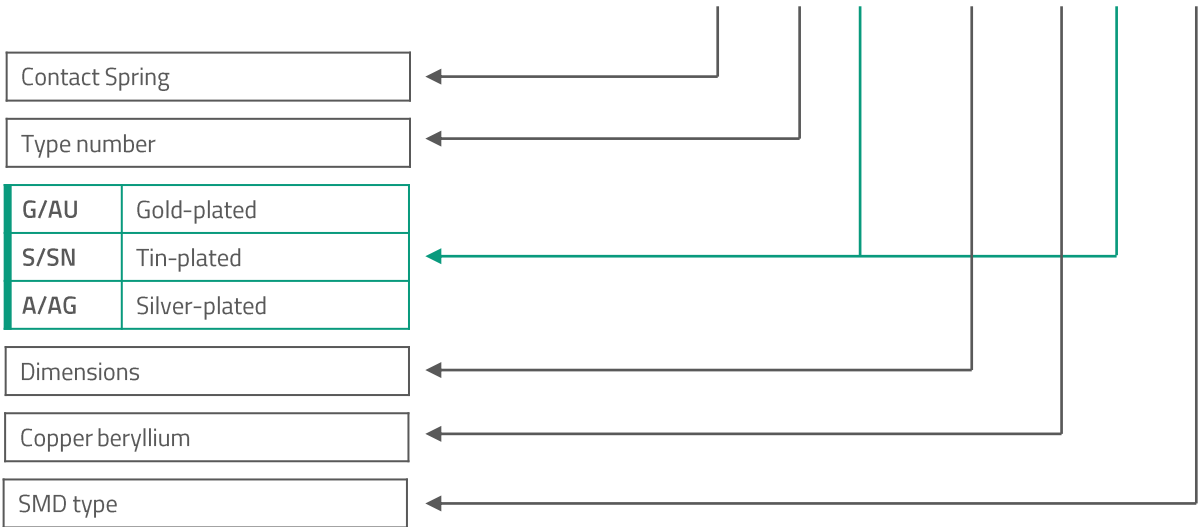 Contact Spring
Type number
G/AU Gold-plated
S/SN Tin-plated
A/AG Silver-plated
Dimensions
Copper beryllium
SMD type